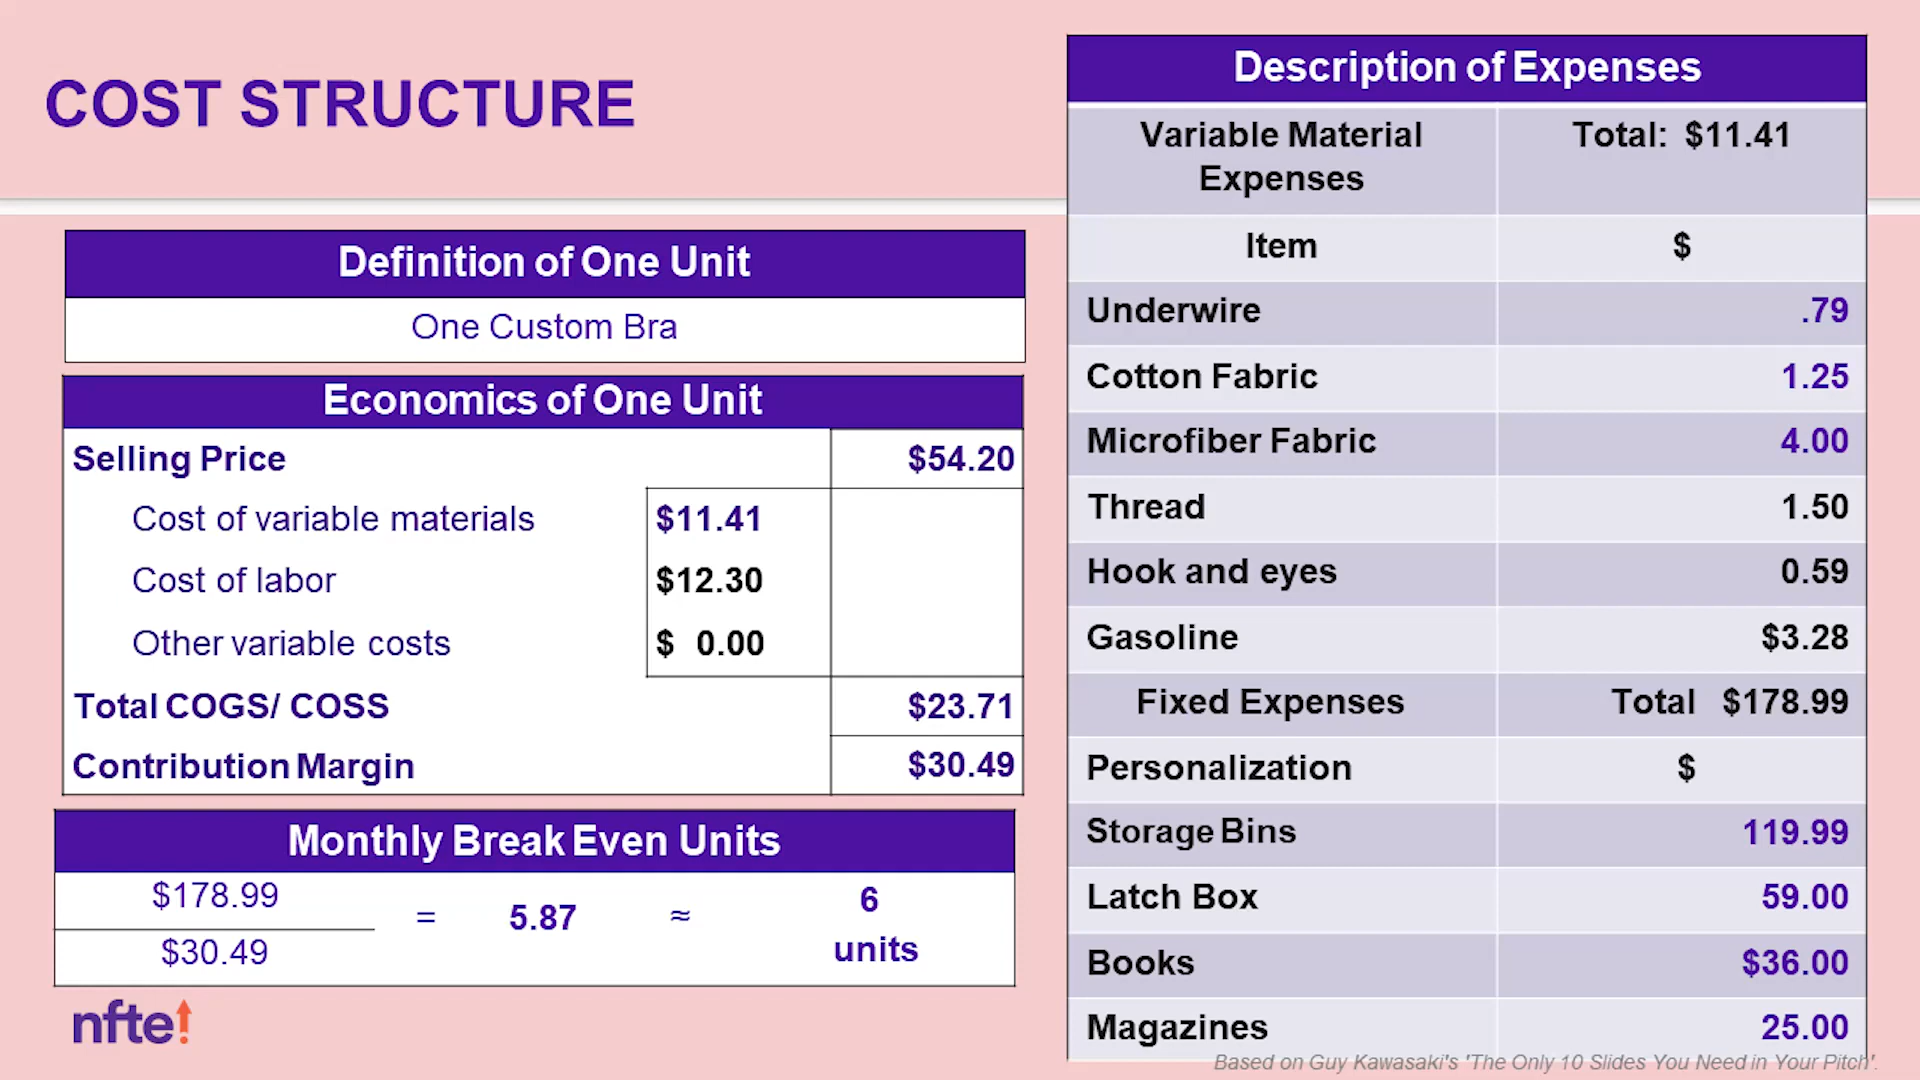 COST STRUCTURE
Definition of One Unit
One Custom Bra
Economics of One Unit
Selling Price $54.20
Cost of variable materials $11.41
Cost of labor $12.30
Other variable costs $ 0.00
Total COGS/ COSS $23.71
Contribution Margin $30.49
Monthly Break Even Units
$178.99
$30.49
= 5.87 ≈
6
units
nfte!
Description of Expenses
Variable Material
Expenses
Total: $11.41
Item $
Underwire .79
Cotton Fabric 1.25
Microfiber Fabric 4.00
Thread 1.50
Hook and eyes 0.59
Gasoline $3.28
Fixed Expenses Total $178.99
Personalization $
Storage Bins 119.99
Latch Box 59.00
Books $36.00
Magazines 25.00
Based on Guy Kawasaki's 'The Only 10 Slides You Need in Your Pitch'.